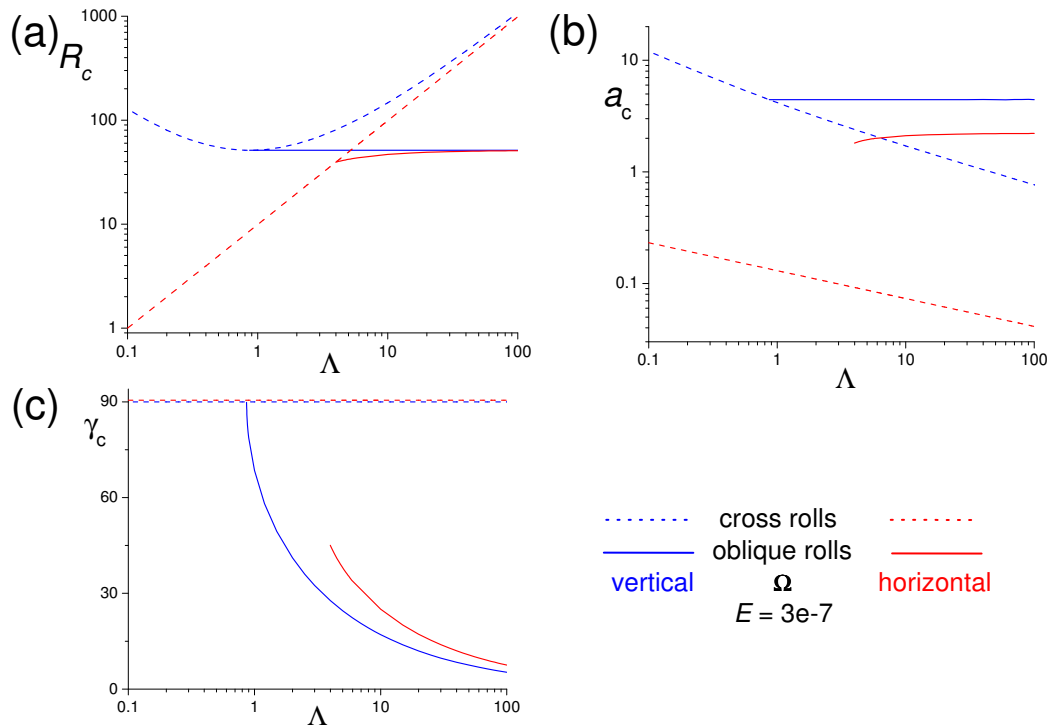 (a)
R_c
1000
100
10
1
0.1 1 10 100
Λ
(b)
a_c
10
1
0.1
0.1 1 10 100
Λ
(c)
γ_c
90
60
30
0
0.1 1 10 100
Λ
cross rolls
oblique rolls
vertical Ω horizontal
E = 3e-7